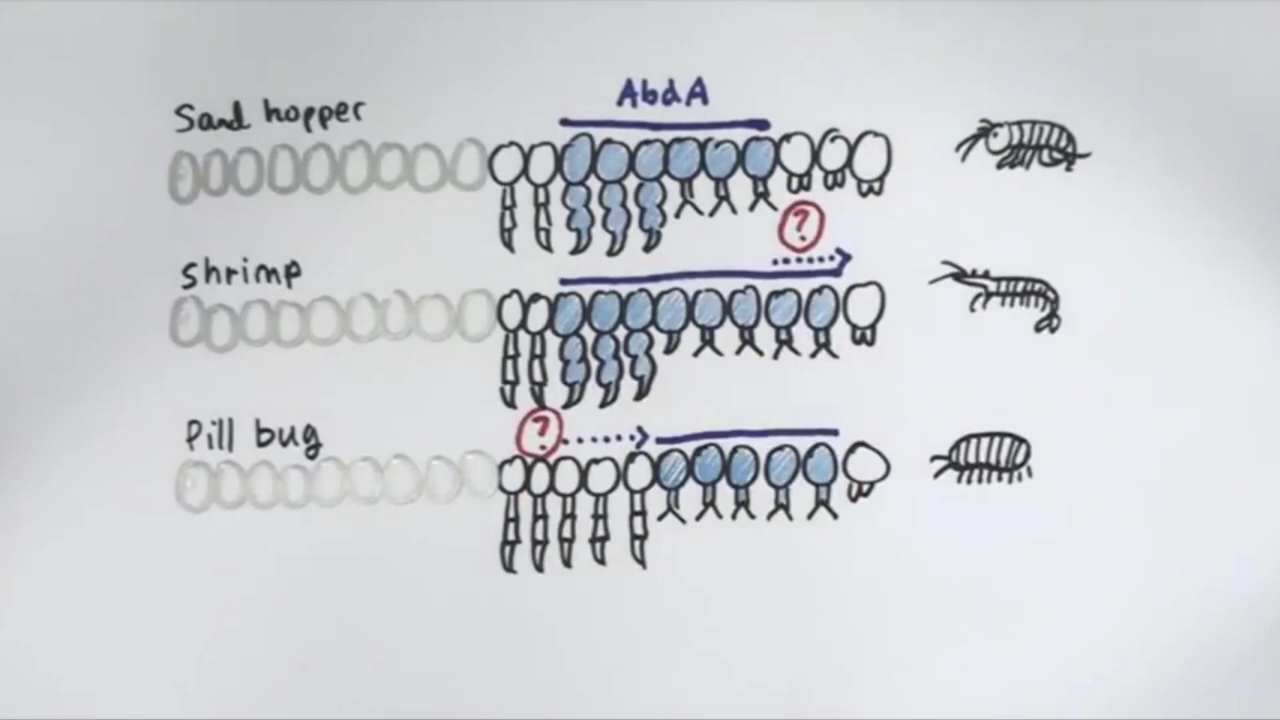 AbdA
Sand hopper
?
Shrimp
?
Pill bug